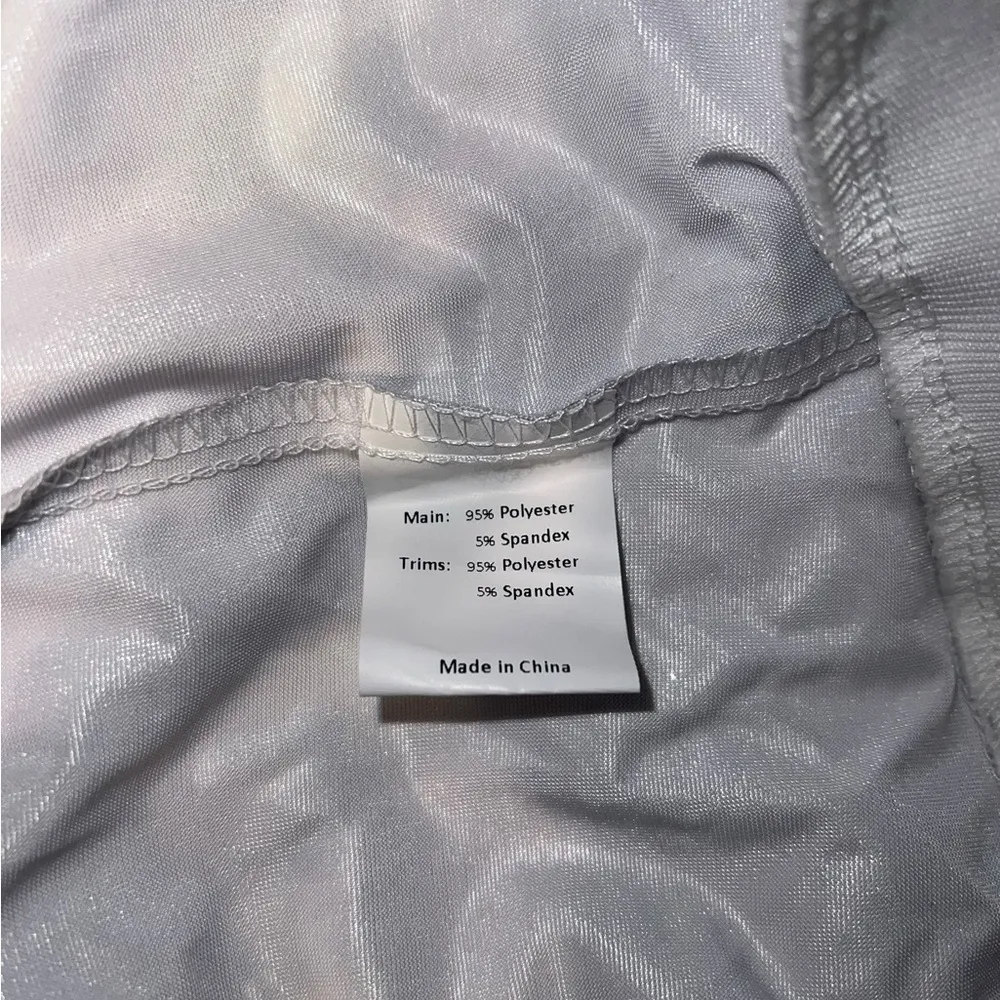 Main: 95% Polyester
5% Spandex
Trims: 95% Polyester
5% Spandex
Made in China